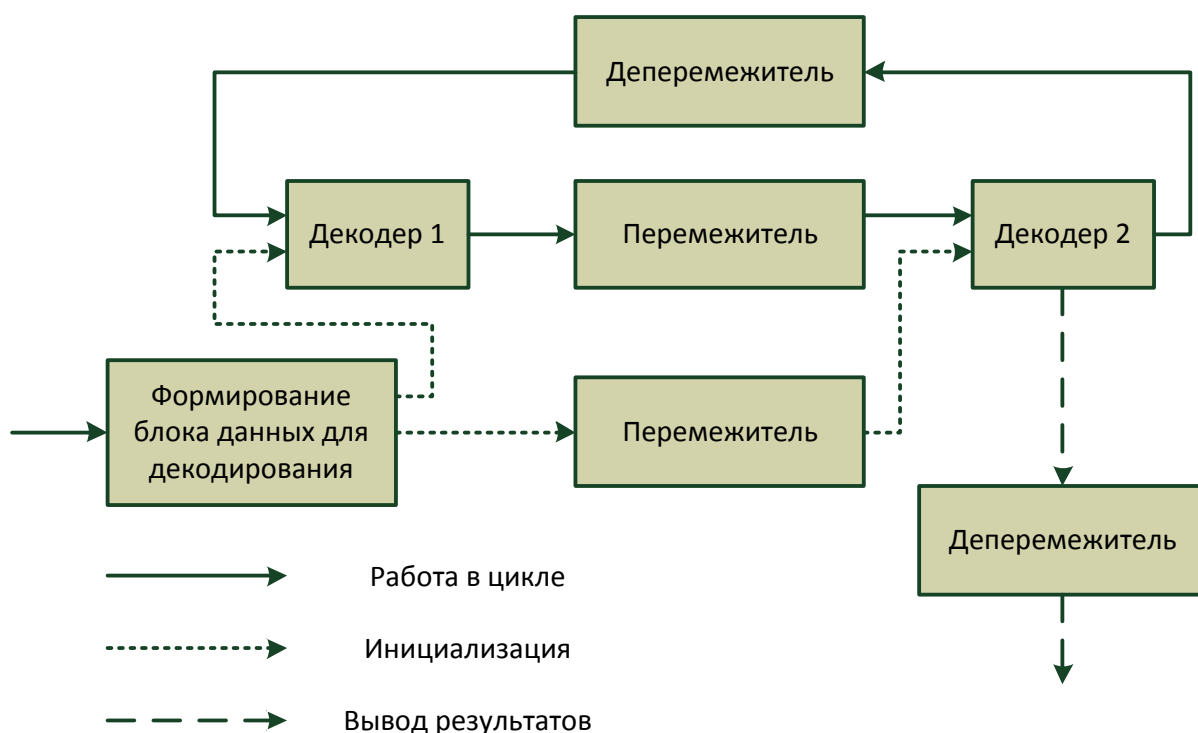 Деперемежитель
Декодер 1
Перемежитель
Декодер 2
Формирование
блока данных для
декодирования
Перемежитель
Деперемежитель
Работа в цикле
Инициализация
Вывод результатов